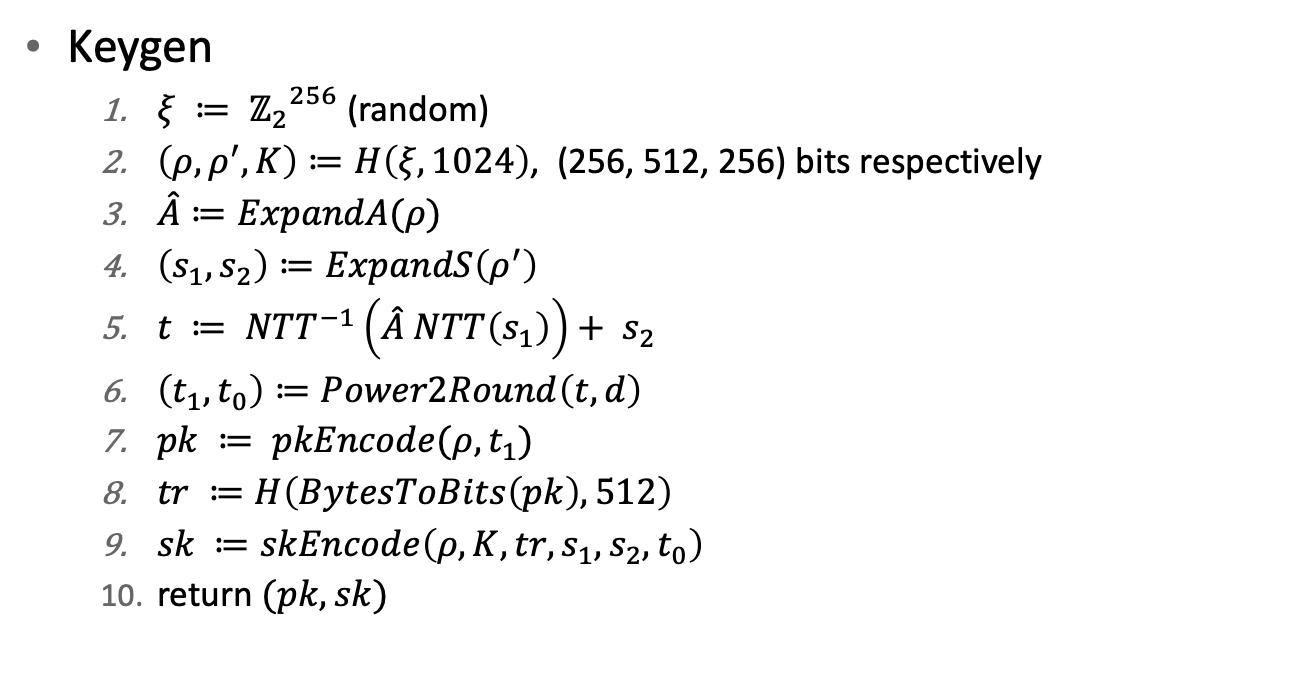 • Keygen
1. ξ ≔ ℤ₂²⁵⁶ (random)
2. (ρ, ρ′, K) ≔ H(ξ, 1024), (256, 512, 256) bits respectively
3. Â ≔ ExpandA(ρ)
4. (s₁, s₂) ≔ ExpandS(ρ′)
5. t ≔ NTT⁻¹(Â NTT(s₁)) + s₂
6. (t₁, t₀) ≔ Power2Round(t, d)
7. pk ≔ pkEncode(ρ, t₁)
8. tr ≔ H(BytesToBits(pk), 512)
9. sk ≔ skEncode(ρ, K, tr, s₁, s₂, t₀)
10. return (pk, sk)